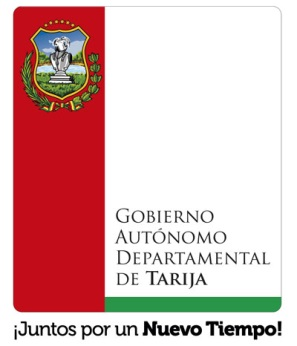 GOBIERNO
AUTÓNOMO
DEPARTAMENTAL
DE TARIJA
¡Juntos por un Nuevo Tiempo!